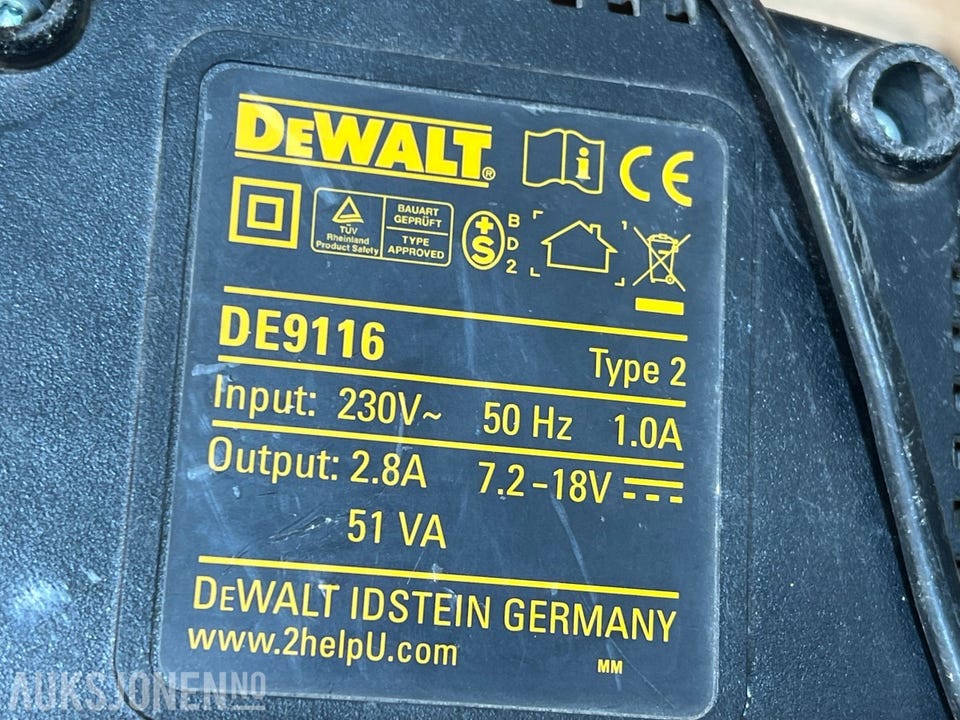 DEWALT®
i CE
TÜV
Rheinland
Product Safety
BAUART
GEPRÜFT
TYPE
APPROVED
+S
B
D
2
DE9116
Type 2
Input: 230V~ 50 Hz 1.0A
Output: 2.8A 7.2-18V
51 VA
DEWALT IDSTEIN GERMANY
www.2helpU.com
MM
AUKSJONEN.NO